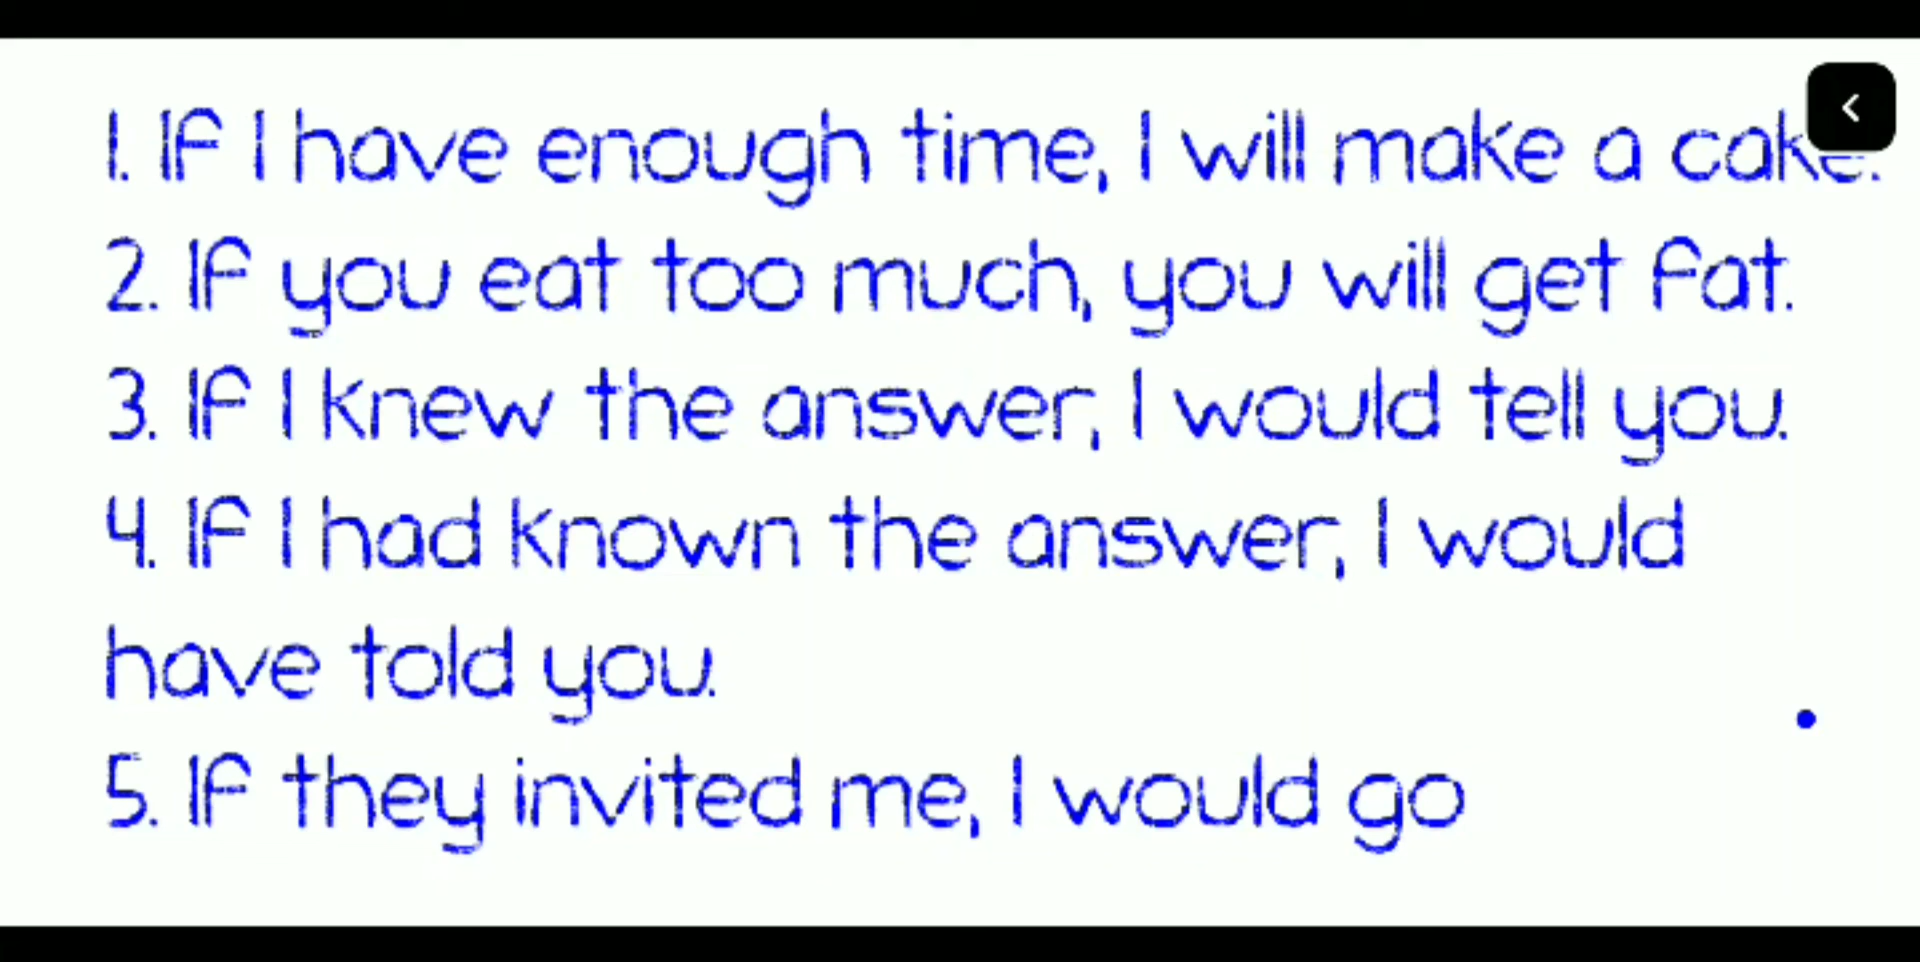 1. If I have enough time, I will make a cake.
2. If you eat too much, you will get fat.
3. If I knew the answer, I would tell you.
4. If I had known the answer, I would
have told you.
5. If they invited me, I would go